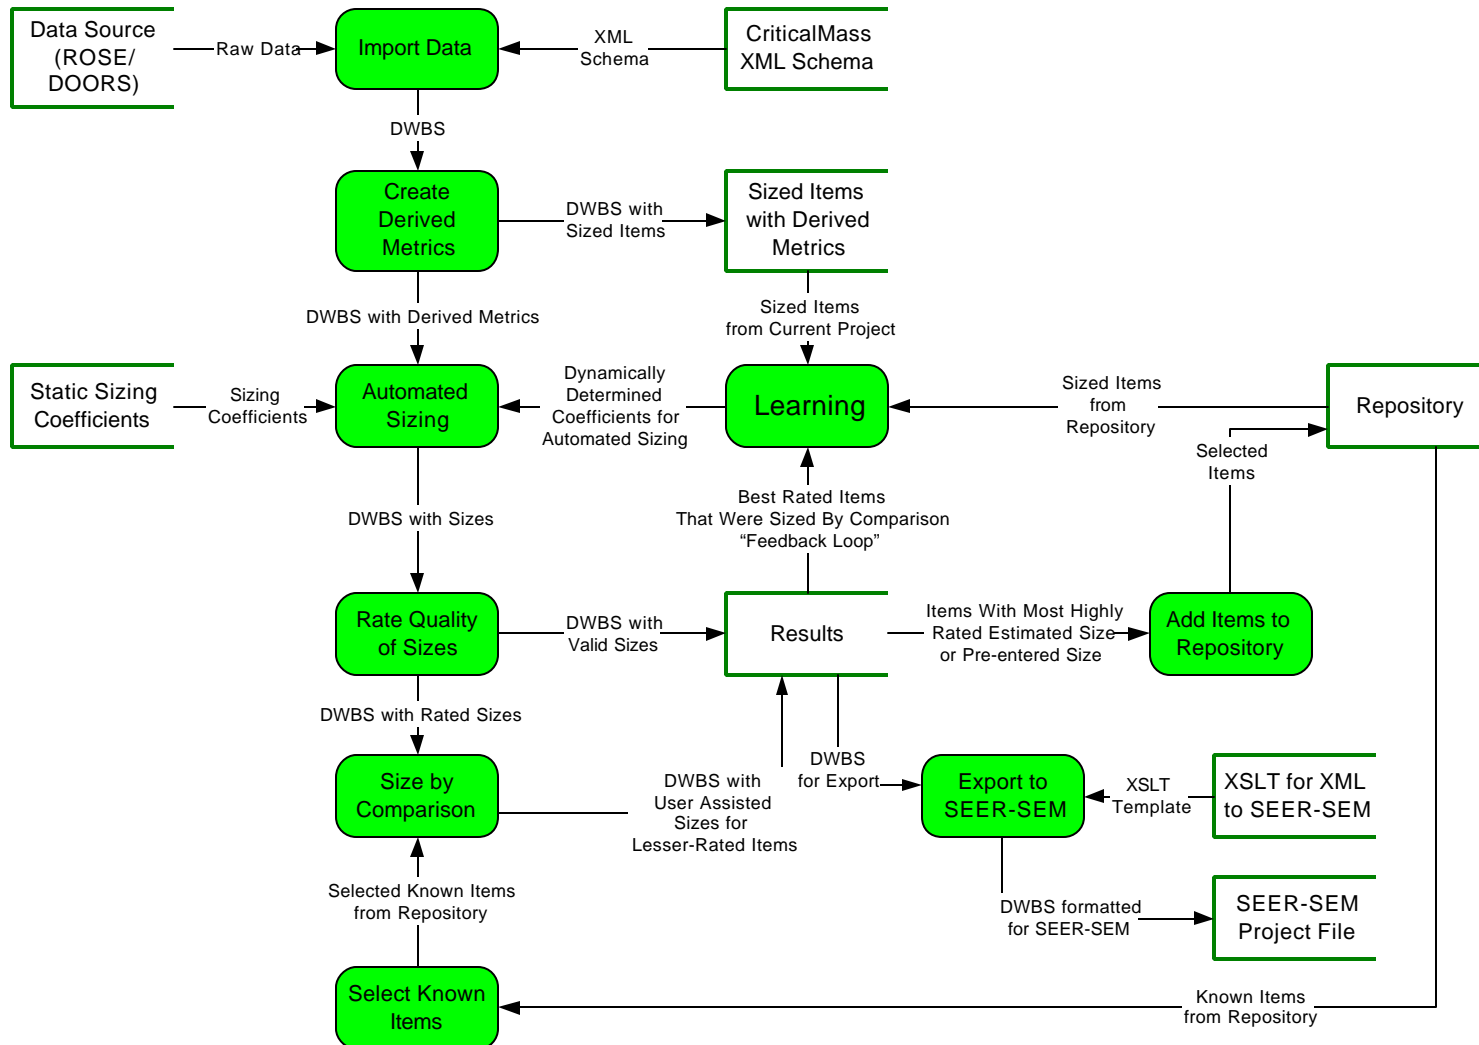 Data Source
(ROSE/
DOORS)
Raw Data
Import Data
XML
Schema
CriticalMass
XML Schema
DWBS
Create
Derived
Metrics
DWBS with
Sized Items
Sized Items
with Derived
Metrics
DWBS with Derived Metrics
Sized Items
from Current Project
Static Sizing
Coefficients
Sizing
Coefficients
Automated
Sizing
Dynamically
Determined
Coefficients for
Automated Sizing
Learning
Sized Items
from
Repository
Repository
Selected
Items
DWBS with Sizes
Best Rated Items
That Were Sized By Comparison
“Feedback Loop”
Rate Quality
of Sizes
DWBS with
Valid Sizes
Results
Items With Most Highly
Rated Estimated Size
or Pre-entered Size
Add Items to
Repository
DWBS with Rated Sizes
Size by
Comparison
DWBS with
User Assisted
Sizes for
Lesser-Rated Items
DWBS
for Export
Export to
SEER-SEM
XSLT
Template
XSLT for XML
to SEER-SEM
Selected Known Items
from Repository
DWBS formatted
for SEER-SEM
SEER-SEM
Project File
Select Known
Items
Known Items
from Repository